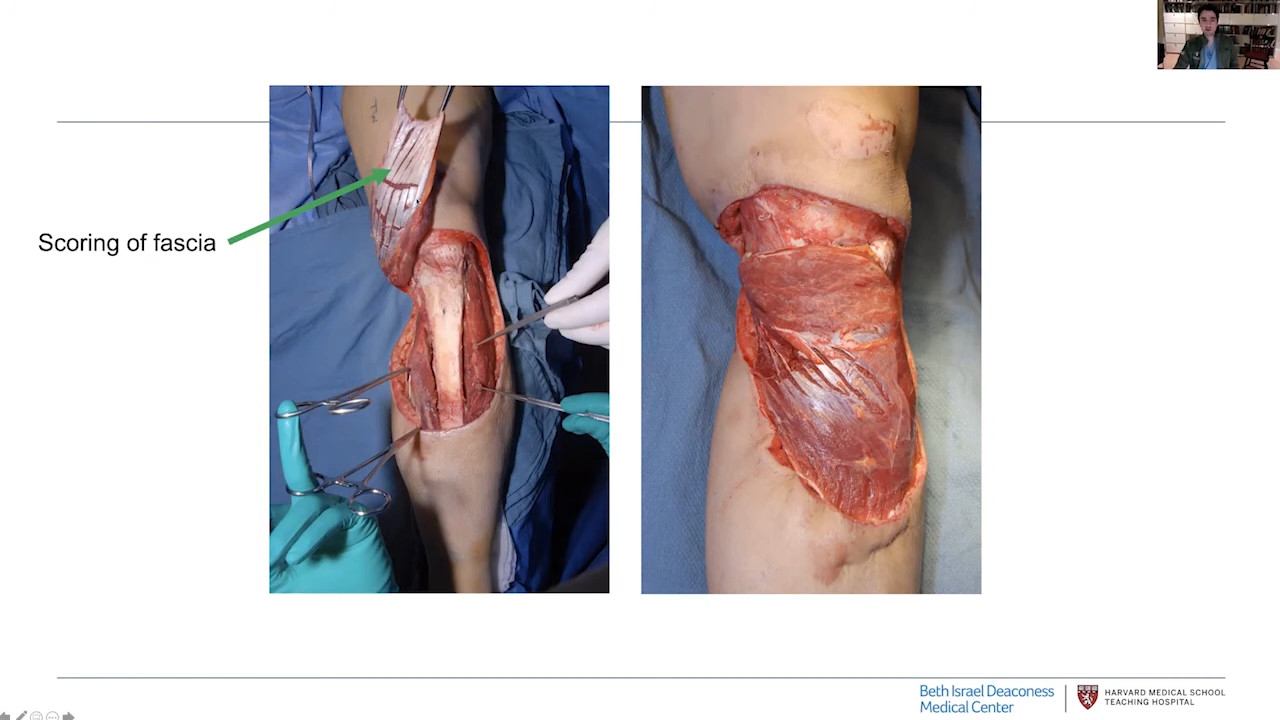 Scoring of fascia
Beth Israel Deaconess
Medical Center
HARVARD MEDICAL SCHOOL
TEACHING HOSPITAL